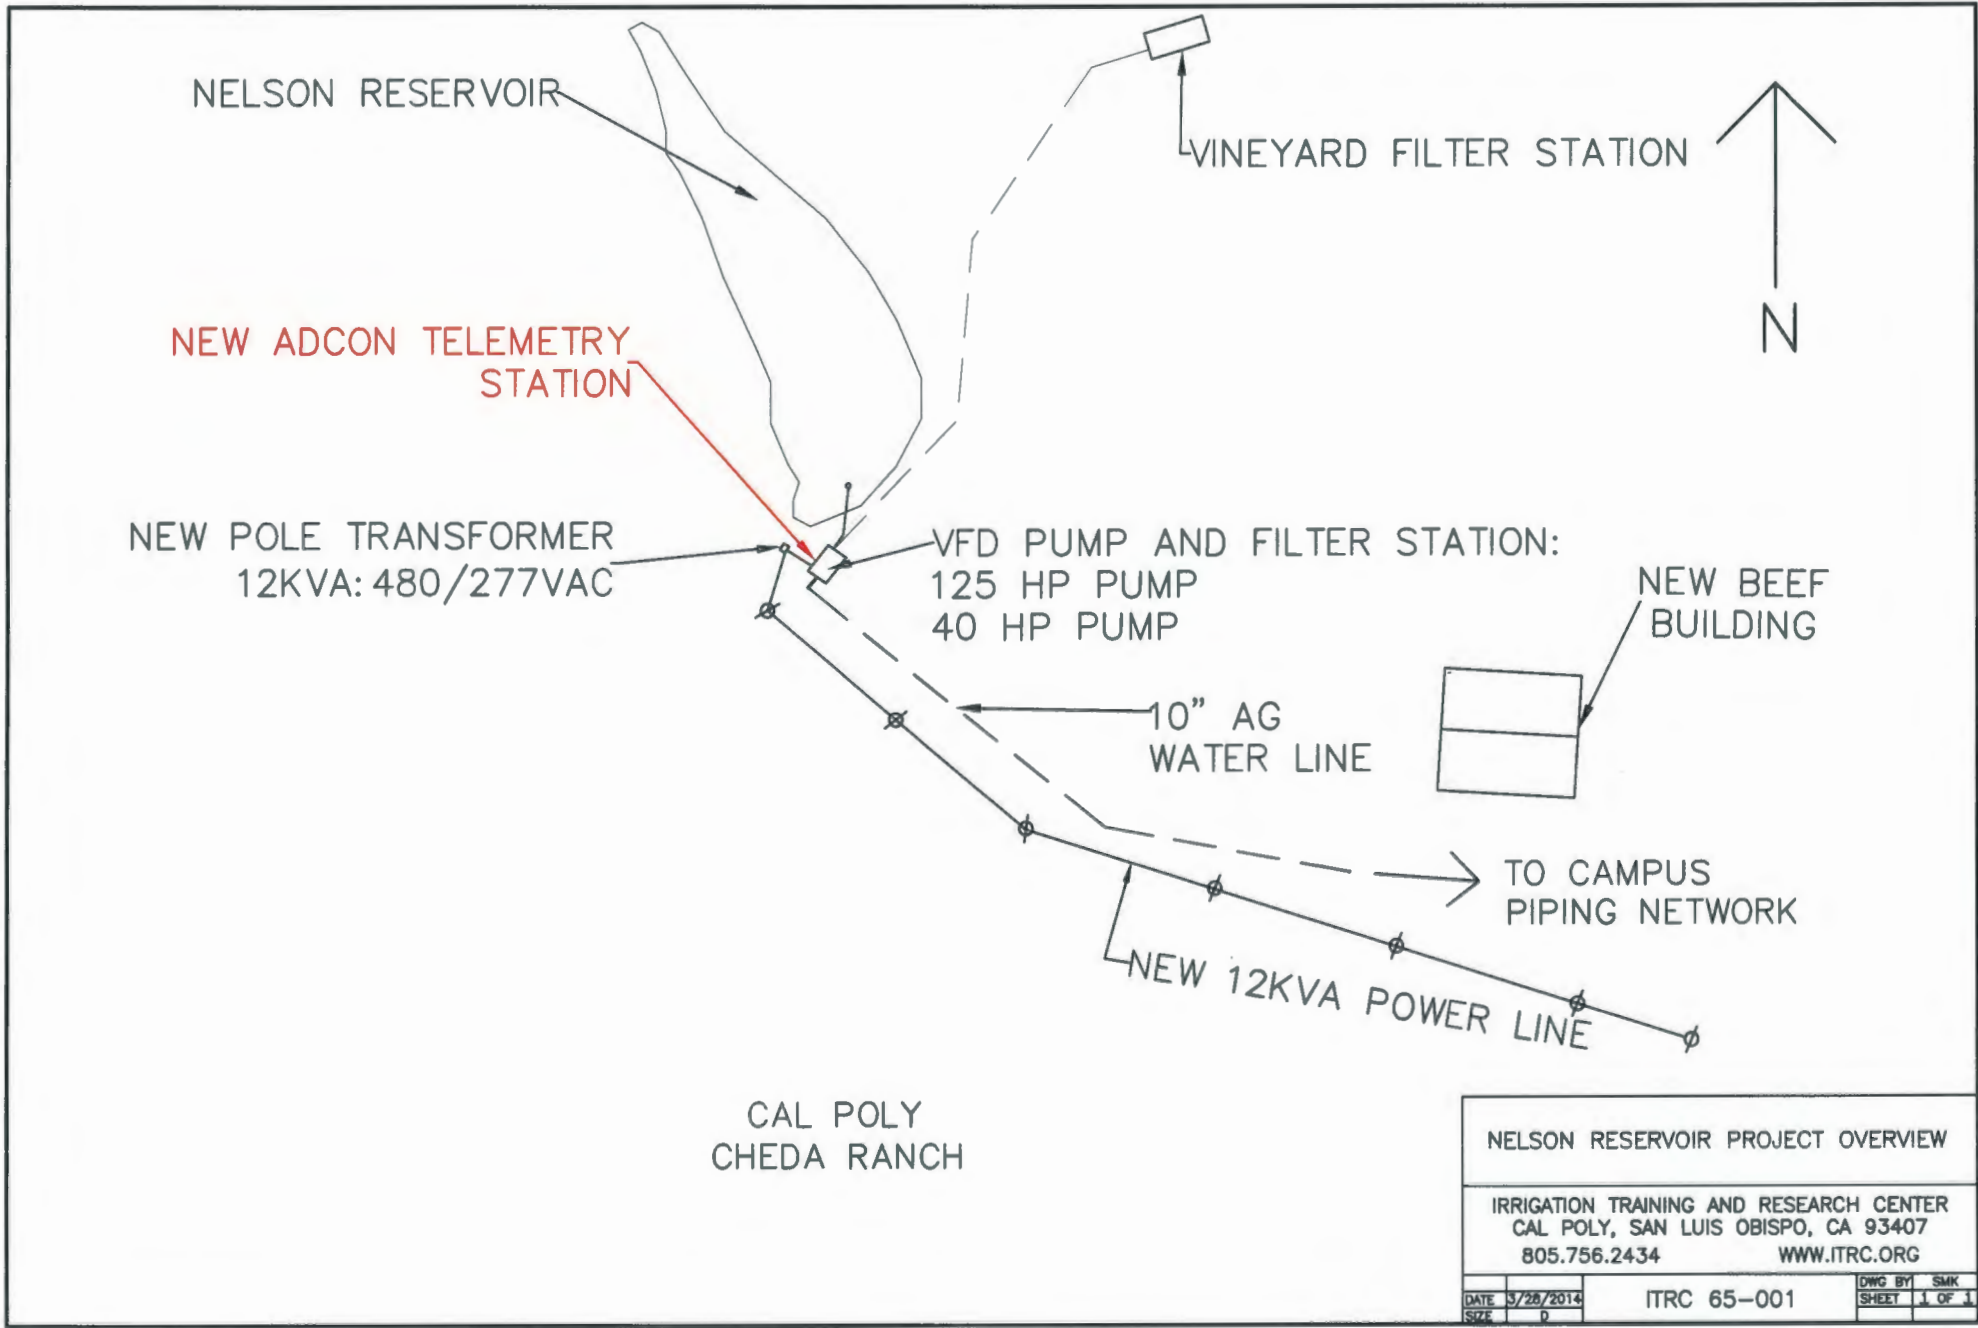 NELSON RESERVOIR
VINEYARD FILTER STATION
N
NEW ADCON TELEMETRY
STATION
NEW POLE TRANSFORMER
12KVA: 480/277VAC
VFD PUMP AND FILTER STATION:
125 HP PUMP
40 HP PUMP
NEW BEEF
BUILDING
10" AG
WATER LINE
TO CAMPUS
PIPING NETWORK
NEW 12KVA POWER LINE
CAL POLY
CHEDA RANCH
NELSON RESERVOIR PROJECT OVERVIEW
IRRIGATION TRAINING AND RESEARCH CENTER
CAL POLY, SAN LUIS OBISPO, CA 93407
805.756.2434 WWW.ITRC.ORG
DATE 3/28/2014
SIZE D
ITRC 65-001
DWG BY SMK
SHEET 1 OF 1